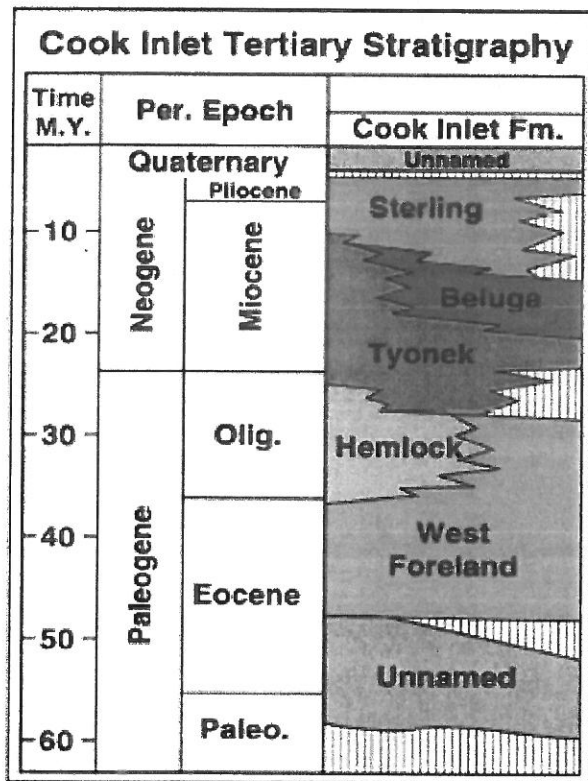 Cook Inlet Tertiary Stratigraphy
Time
M.Y.
Per. Epoch
Cook Inlet Fm.
Quaternary
Unnamed
Pliocene
Sterling
10
Neogene
Miocene
Beluga
20
Tyonek
Olig.
Hemlock
30
40
West
Foreland
Paleogene
Eocene
50
Unnamed
Paleo.
60